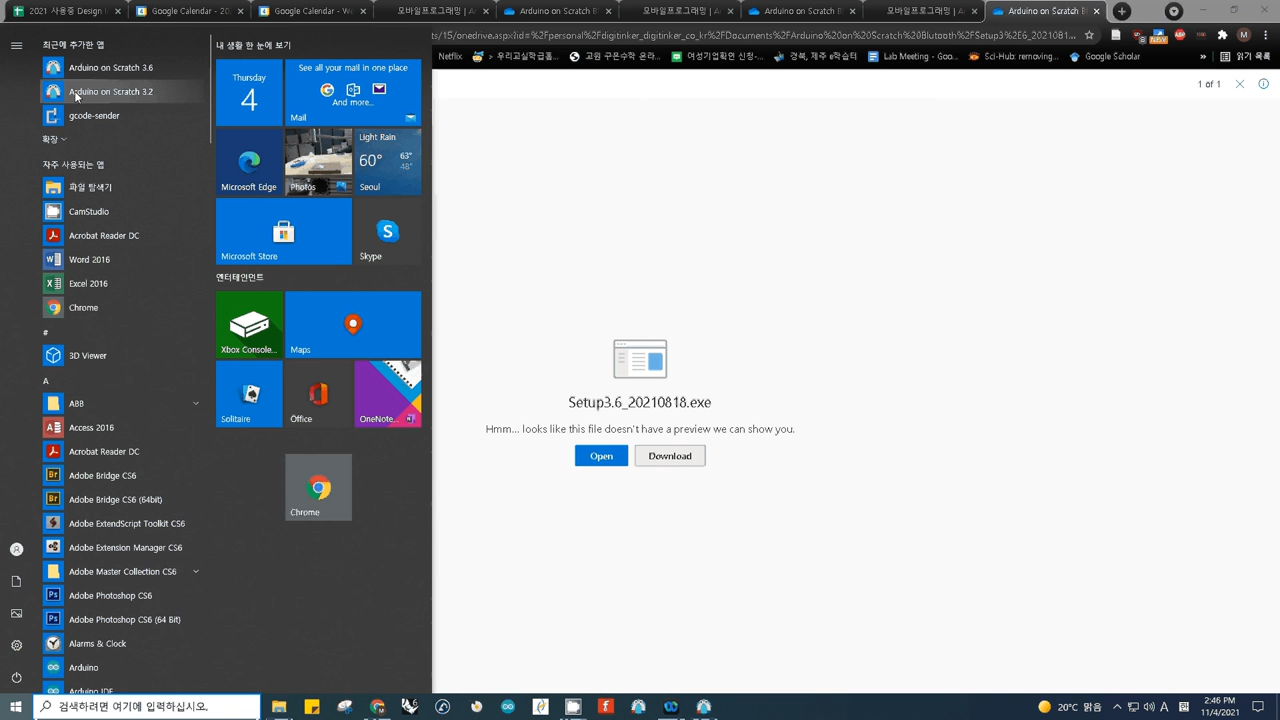 2021 사용중 Design
Google Calendar - 20
Google Calendar - We
모바일프로그래밍 | A
Arduino on Scratch B
모바일프로그래밍 | A
Arduino on Scratch B
모바일프로그래밍 | A
Arduino on Scratch Bl
ts/15/onedrive.aspx?id=%2Fpersonal%2Fdigitinker_digitinker_co_kr%2FDocuments%2FArduino%20on%20Scratch%20Blutooth%2FSetup3%2E6_2021081...
Netflix
> 우리고실학급홈...
고원 구은수학 온라...
여성기업확인 신청-...
경북, 제주 e학습터
Lab Meeting - Goo...
Sci-Hub: removing...
Google Scholar
»
읽기 목록
1 of 1
최근에 추가한 앱
Arduino on Scratch 3.6
Arduino on Scratch 3.2
gcode-sender
확장
자주 사용되는 앱
파일 탐색기
CamStudio
Acrobat Reader DC
Word 2016
Excel 2016
Chrome
#
3D Viewer
A
ABB
Access 2016
Acrobat Reader DC
Adobe Bridge CS6
Adobe Bridge CS6 (64bit)
Adobe ExtendScript Toolkit CS6
Adobe Extension Manager CS6
Adobe Master Collection CS6
Adobe Photoshop CS6
Adobe Photoshop CS6 (64 Bit)
Alarms & Clock
Arduino
Arduino IDE
내 생활 한 눈에 보기
Thursday
4
See all your mail in one place
And more...
Mail
Microsoft Edge
Photos
Light Rain
60° 63°
48°
Seoul
Microsoft Store
Skype
엔터테인먼트
Xbox Console...
Maps
Solitaire
Office
OneNote...
Chrome
Setup3.6_20210818.exe
Hmm... looks like this file doesn't have a preview we can show you.
Open
Download
검색하려면 여기에 입력하십시오.
20°C 맑음
A
2:46 PM
11/4/2021